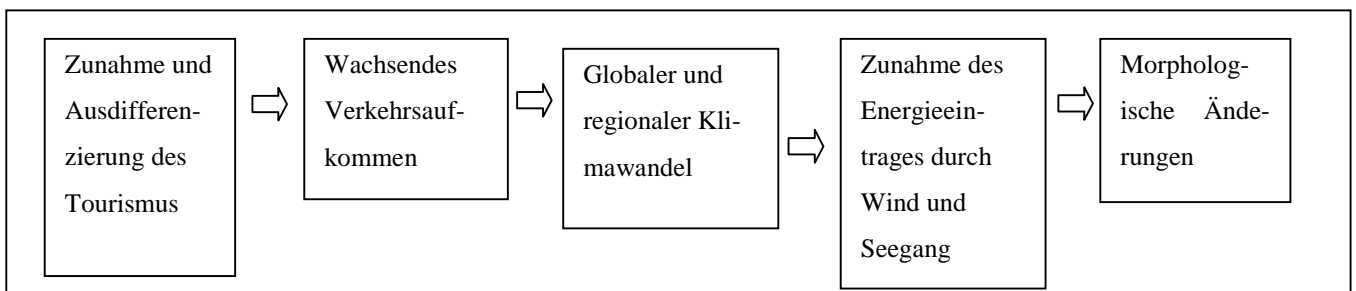 Zunahme und
Ausdifferen-
zierung des
Tourismus
Wachsendes
Verkehrsauf-
kommen
Globaler und
regionaler Kli-
mawandel
Zunahme des
Energieein-
trages durch
Wind und
Seegang
Morpholog-
ische Ände-
rungen